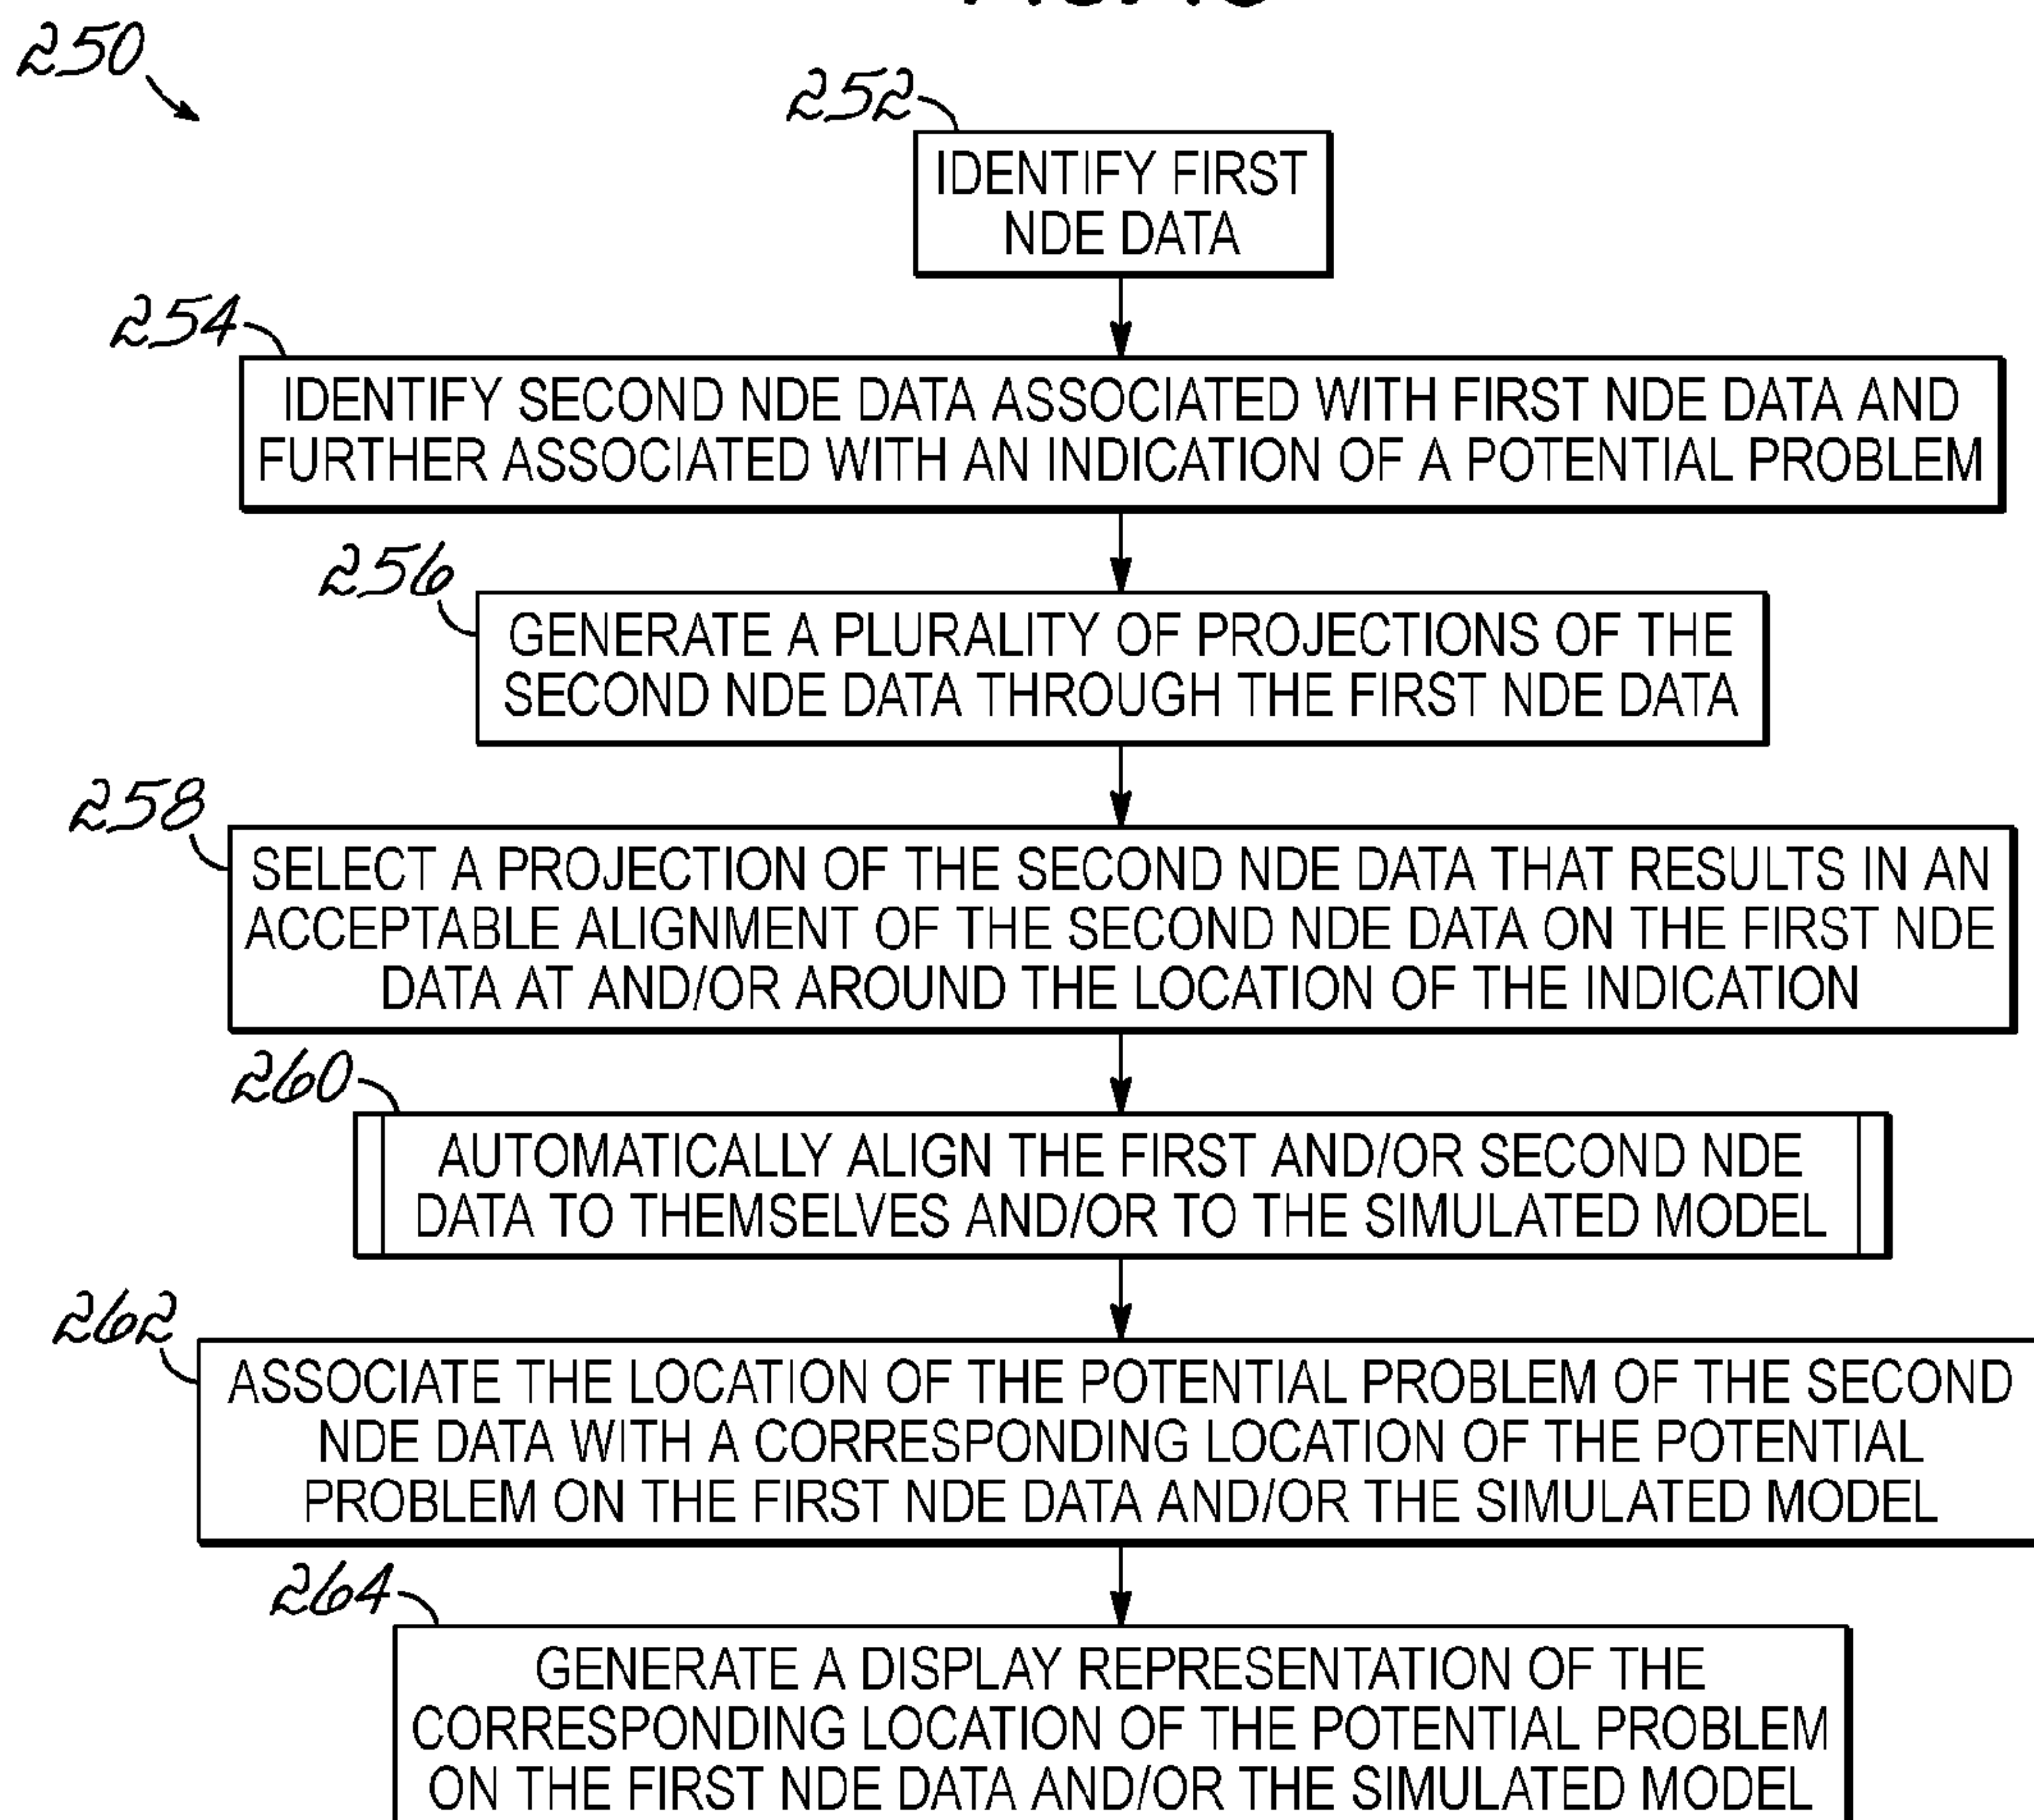 250
252
IDENTIFY FIRST
NDE DATA
254
IDENTIFY SECOND NDE DATA ASSOCIATED WITH FIRST NDE DATA AND
FURTHER ASSOCIATED WITH AN INDICATION OF A POTENTIAL PROBLEM
256
GENERATE A PLURALITY OF PROJECTIONS OF THE
SECOND NDE DATA THROUGH THE FIRST NDE DATA
258
SELECT A PROJECTION OF THE SECOND NDE DATA THAT RESULTS IN AN
ACCEPTABLE ALIGNMENT OF THE SECOND NDE DATA ON THE FIRST NDE
DATA AT AND/OR AROUND THE LOCATION OF THE INDICATION
260
AUTOMATICALLY ALIGN THE FIRST AND/OR SECOND NDE
DATA TO THEMSELVES AND/OR TO THE SIMULATED MODEL
262
ASSOCIATE THE LOCATION OF THE POTENTIAL PROBLEM OF THE SECOND
NDE DATA WITH A CORRESPONDING LOCATION OF THE POTENTIAL
PROBLEM ON THE FIRST NDE DATA AND/OR THE SIMULATED MODEL
264
GENERATE A DISPLAY REPRESENTATION OF THE
CORRESPONDING LOCATION OF THE POTENTIAL PROBLEM
ON THE FIRST NDE DATA AND/OR THE SIMULATED MODEL